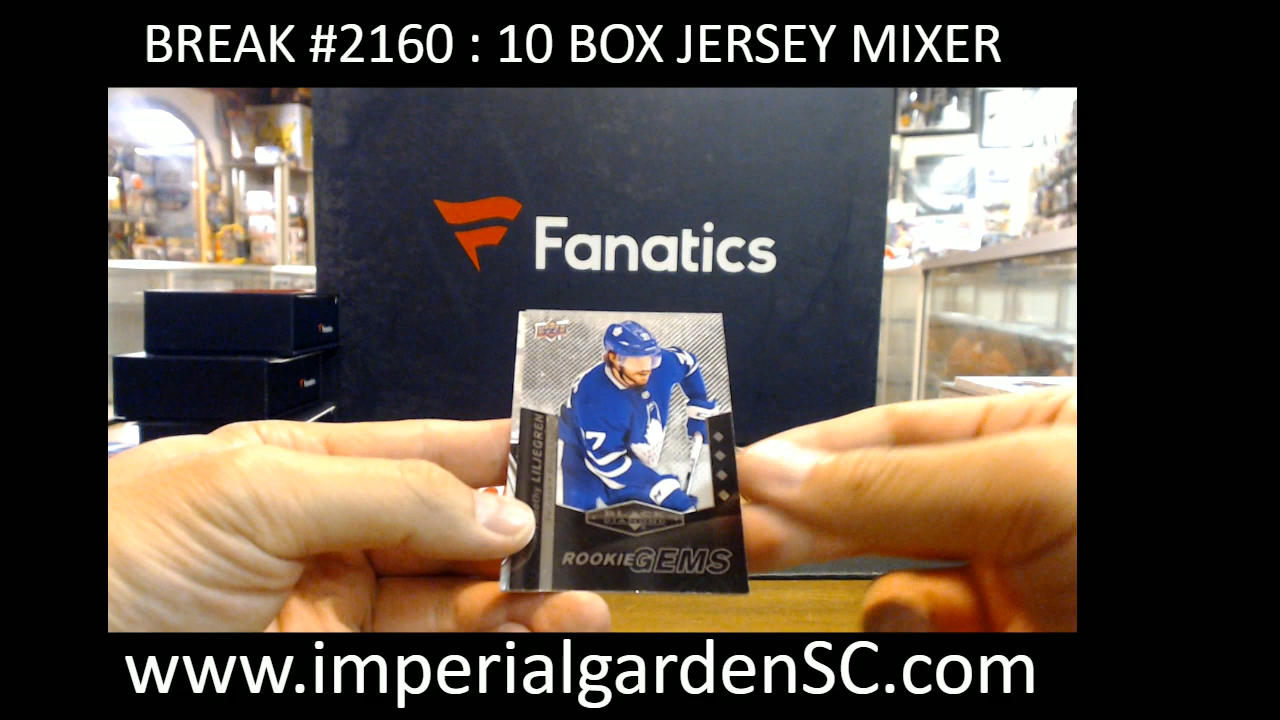 BREAK #2160 : 10 BOX JERSEY MIXER
Fanatics
LILJEGREN
BLACK
DIAMOND
ROOKIE GEMS
www.imperialgardenSC.com